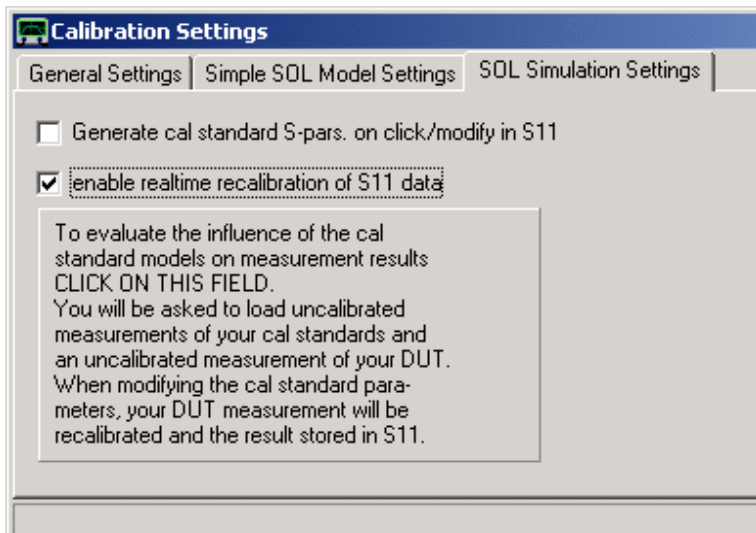 Calibration Settings
General Settings
Simple SOL Model Settings
SOL Simulation Settings
Generate cal standard S-pars. on click/modify in S11
enable realtime recalibration of S11 data
To evaluate the influence of the cal
standard models on measurement results
CLICK ON THIS FIELD.
You will be asked to load uncalibrated
measurements of your cal standards and
an uncalibrated measurement of your DUT.
When modifying the cal standard para-
meters, your DUT measurement will be
recalibrated and the result stored in S11.